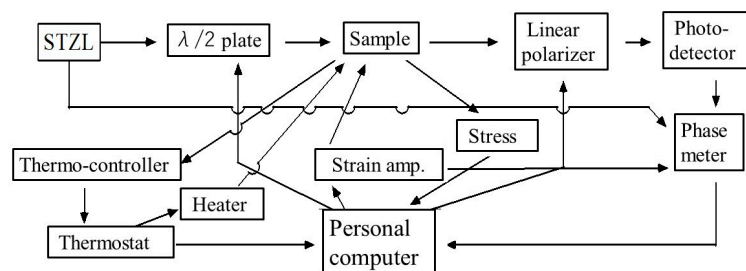 STZL
λ/2 plate
Sample
Linear
polarizer
Photo-
detector
Phase
meter
Stress
Strain amp.
Thermo-controller
Heater
Thermostat
Personal
computer